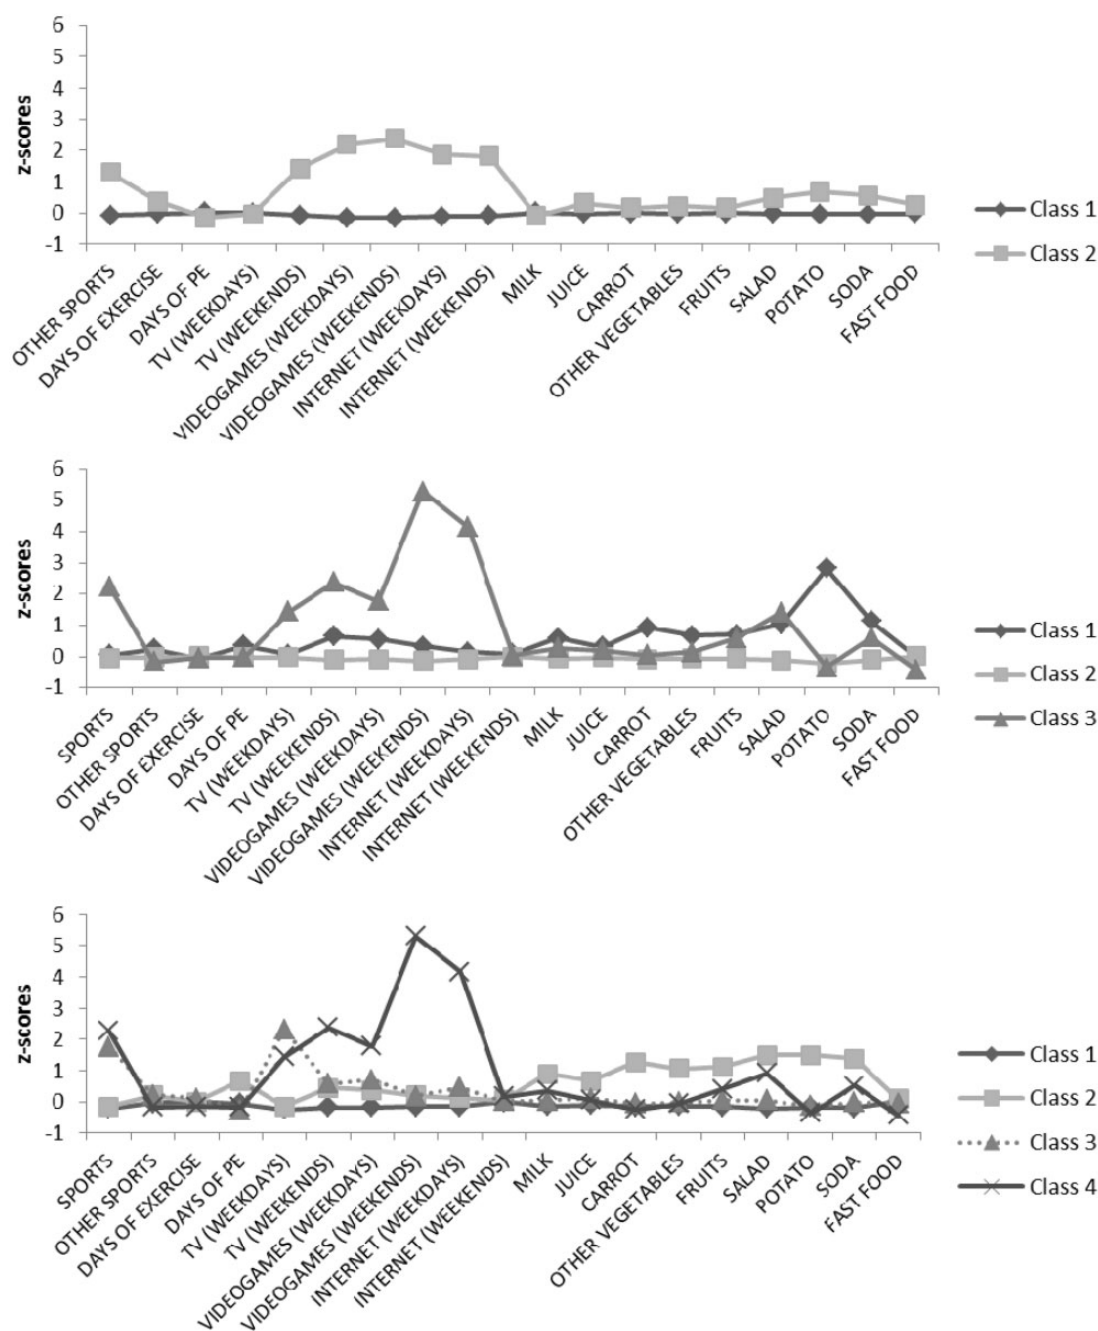 6
5
4
3
2
1
0
-1
z-scores
OTHER SPORTS
DAYS OF EXERCISE
DAYS OF PE
TV (WEEKDAYS)
TV (WEEKENDS)
VIDEOGAMES (WEEKDAYS)
VIDEOGAMES (WEEKENDS)
INTERNET (WEEKDAYS)
INTERNET (WEEKENDS)
MILK
JUICE
CARROT
OTHER VEGETABLES
FRUITS
SALAD
POTATO
SODA
FAST FOOD
Class 1
Class 2
6
5
4
3
2
1
0
-1
z-scores
SPORTS
OTHER SPORTS
DAYS OF EXERCISE
DAYS OF PE
TV (WEEKDAYS)
TV (WEEKENDS)
VIDEOGAMES (WEEKDAYS)
VIDEOGAMES (WEEKENDS)
INTERNET (WEEKDAYS)
INTERNET (WEEKENDS)
MILK
JUICE
CARROT
OTHER VEGETABLES
FRUITS
SALAD
POTATO
SODA
FAST FOOD
Class 1
Class 2
Class 3
6
5
4
3
2
1
0
-1
z-scores
SPORTS
OTHER SPORTS
DAYS OF EXERCISE
DAYS OF PE
TV (WEEKDAYS)
TV (WEEKENDS)
VIDEOGAMES (WEEKDAYS)
VIDEOGAMES (WEEKENDS)
INTERNET (WEEKDAYS)
INTERNET (WEEKENDS)
MILK
JUICE
CARROT
OTHER VEGETABLES
FRUITS
SALAD
POTATO
SODA
FAST FOOD
Class 1
Class 2
Class 3
Class 4